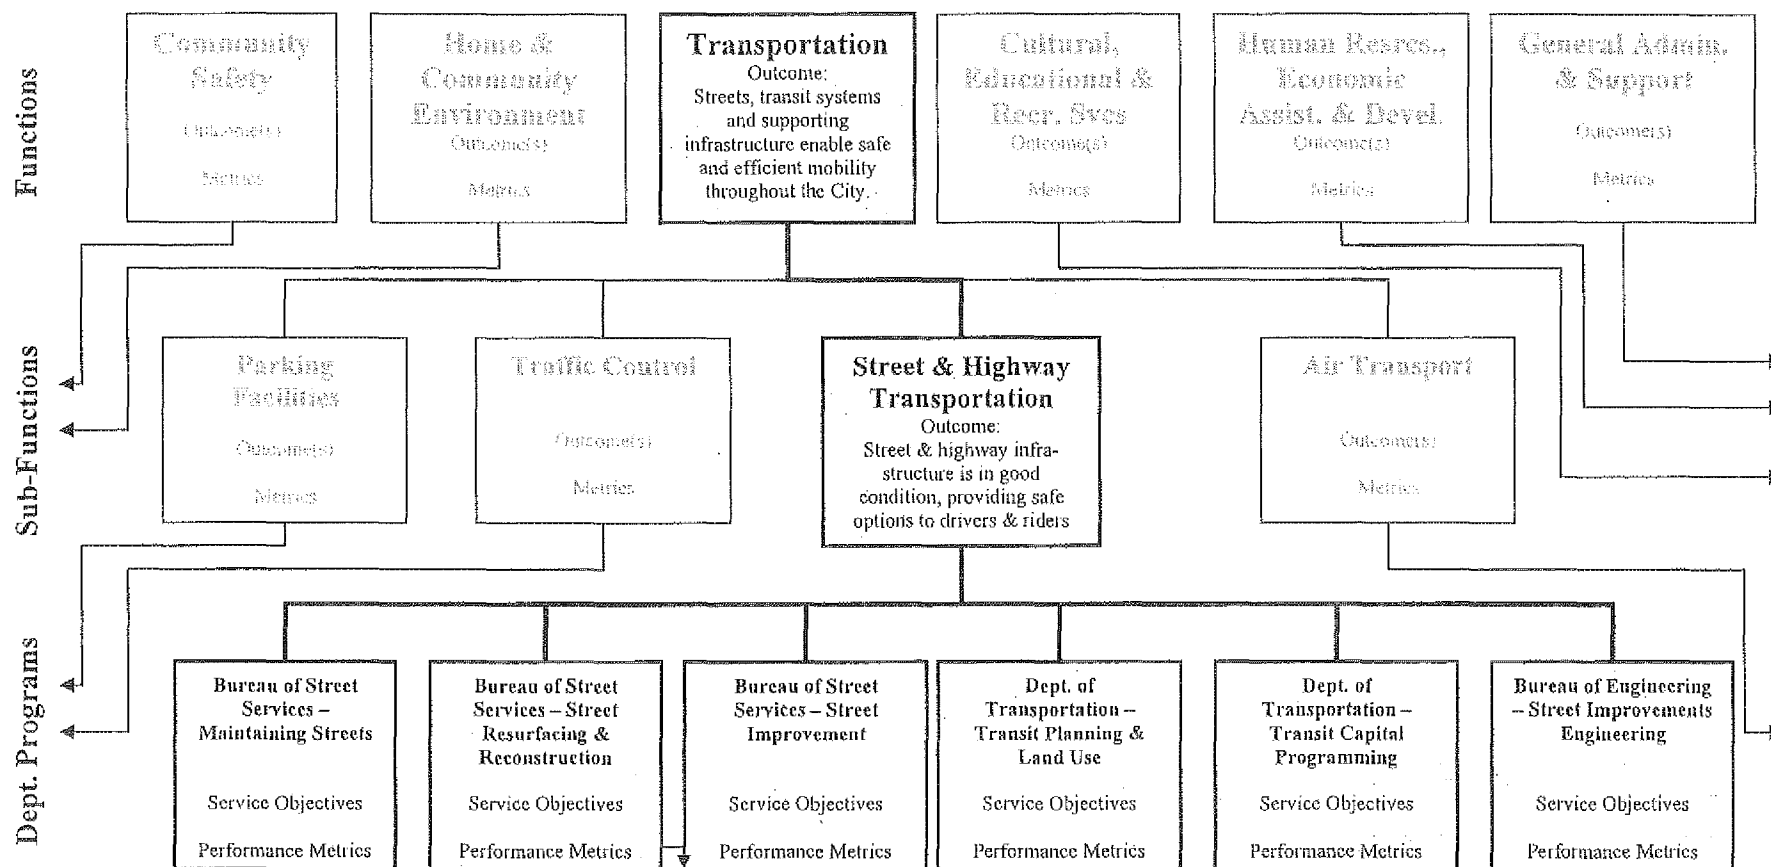 Functions
Community
Safety
Outcome(s)
Metrics
Home &
Community
Environment
Outcome(s)
Metrics
Transportation
Outcome:
Streets, transit systems
and supporting
infrastructure enable safe
and efficient mobility
throughout the City.
Cultural,
Educational &
Recr. Svcs
Outcome(s)
Metrics
Human Resrcs.,
Economic
Assist. & Devel.
Outcome(s)
Metrics
General Admin.
& Support
Outcome(s)
Metrics
Sub-Functions
Parking
Facilities
Outcome(s)
Metrics
Traffic Control
Outcome(s)
Metrics
Street & Highway
Transportation
Outcome:
Street & highway infra-
structure is in good
condition, providing safe
options to drivers & riders
Air Transport
Outcome(s)
Metrics
Dept. Programs
Bureau of Street
Services –
Maintaining Streets
Service Objectives
Performance Metrics
Bureau of Street
Services – Street
Resurfacing &
Reconstruction
Service Objectives
Performance Metrics
Bureau of Street
Services – Street
Improvement
Service Objectives
Performance Metrics
Dept. of
Transportation –
Transit Planning &
Land Use
Service Objectives
Performance Metrics
Dept. of
Transportation –
Transit Capital
Programming
Service Objectives
Performance Metrics
Bureau of Engineering
– Street Improvements
Engineering
Service Objectives
Performance Metrics